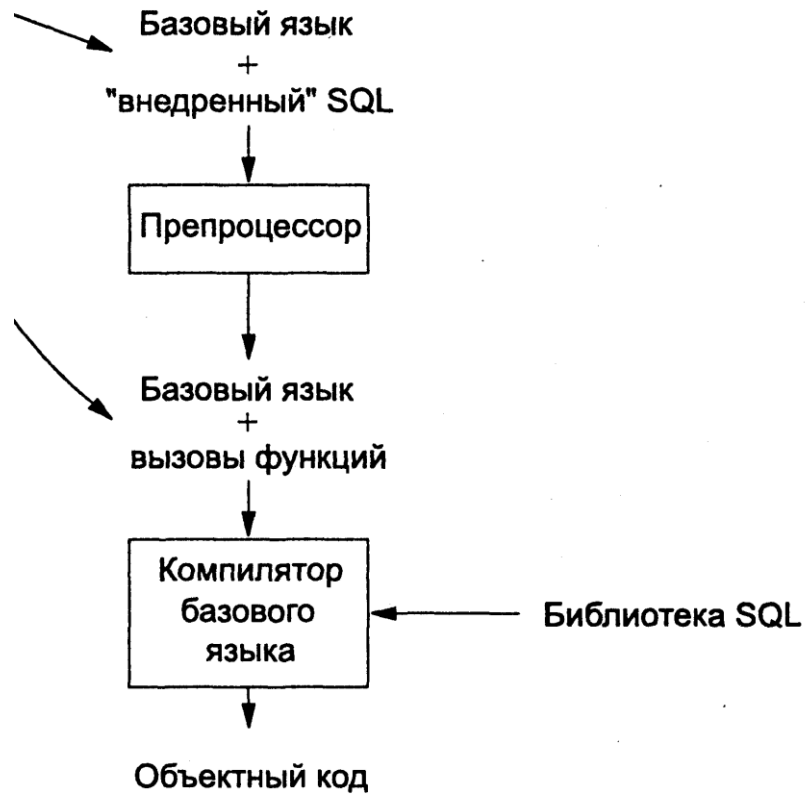 Базовый язык
+
"внедренный" SQL
Препроцессор
Базовый язык
+
вызовы функций
Компилятор
базового
языка
Библиотека SQL
Объектный код